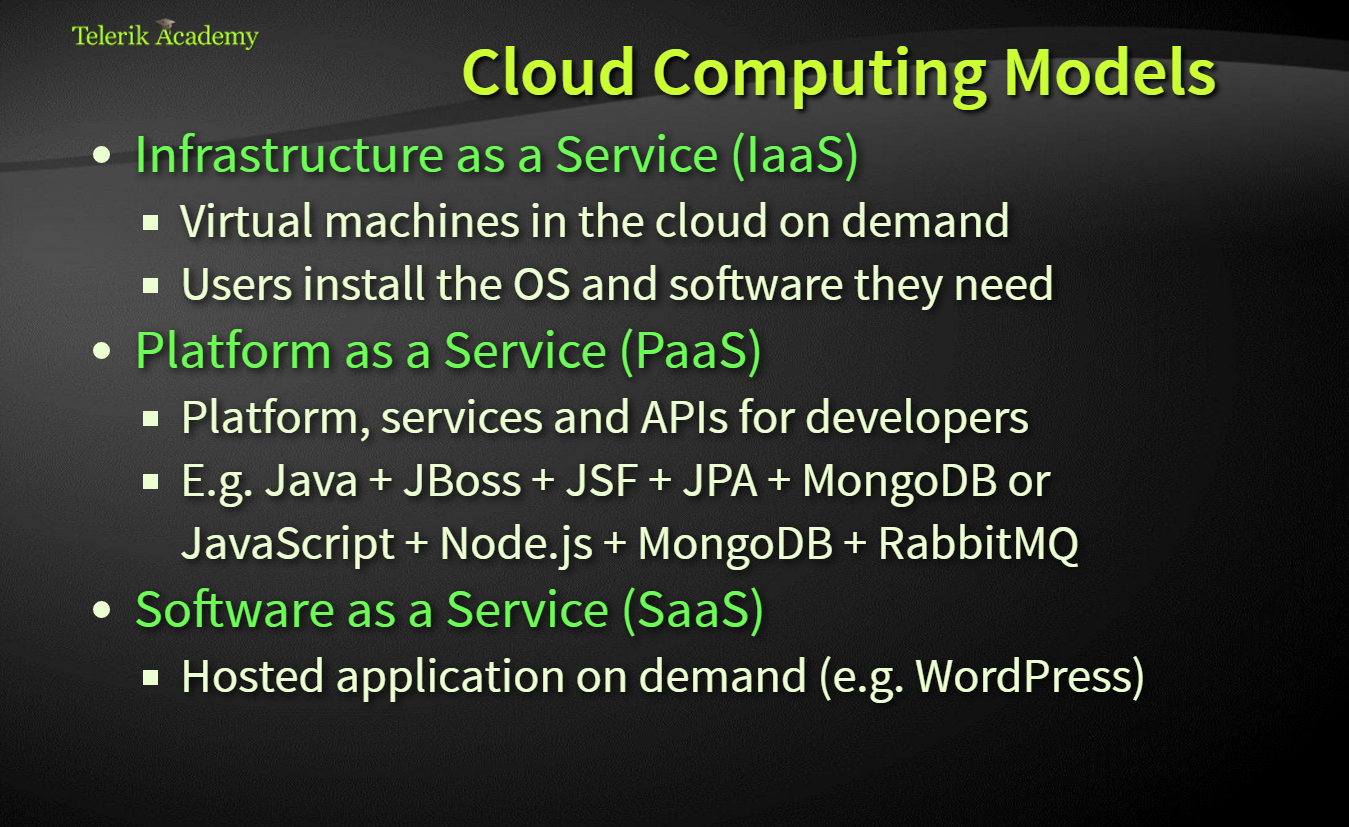 Telerik Academy
Cloud Computing Models
• Infrastructure as a Service (IaaS)
▪ Virtual machines in the cloud on demand
▪ Users install the OS and software they need
• Platform as a Service (PaaS)
▪ Platform, services and APIs for developers
▪ E.g. Java + JBoss + JSF + JPA + MongoDB or
JavaScript + Node.js + MongoDB + RabbitMQ
• Software as a Service (SaaS)
▪ Hosted application on demand (e.g. WordPress)